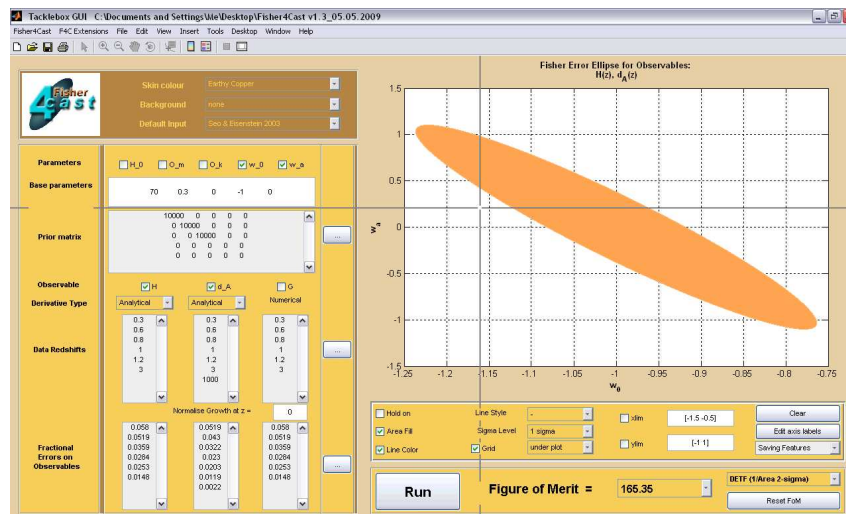 Tacklebox GUI C:\Documents and Settings\Me\Desktop\Fisher4Cast v1.3_05.05.2009
Fisher4Cast F4C Extensions File Edit View Insert Tools Desktop Window Help
Fisher
4cast
Skin colour Earthy Copper
Background none
Default Input Seo & Eisenstein 2003
Parameters H_0 O_m O_k w_0 w_a
Base parameters 70 0.3 0 -1 0
Prior matrix
10000 0 0 0 0
0 10000 0 0 0
0 0 10000 0 0
0 0 0 0 0
0 0 0 0 0
...
Observable H d_A G
Derivative Type Analytical Analytical Numerical
Data Redshifts
0.3 0.3 0.3
0.6 0.6 0.6
0.8 0.8 0.8
1 1 1
1.2 1.2 1.2
3 3 3
1000
...
Normalise Growth at z = 0
Fractional
Errors on
Observables
0.058 0.0519 0.058
0.0519 0.043 0.0519
0.0359 0.0322 0.0359
0.0284 0.023 0.0284
0.0253 0.0203 0.0253
0.0148 0.0119 0.0148
0.0022
...
Fisher Error Ellipse for Observables:
H(z), d_A(z)
1.5
1
0.5
0
-0.5
-1
-1.5
w_a
-1.25 -1.2 -1.15 -1.1 -1.05 -1 -0.95 -0.9 -0.85 -0.8 -0.75
w_0
Hold on Line Style - xlim [-1.5 -0.5] Clear
Area Fill Sigma Level 1 sigma Edit axis labels
Line Color Grid under plot ylim [-1 1] Saving Features
Run Figure of Merit = 165.35 DETF (1/Area 2-sigma)
Reset FoM